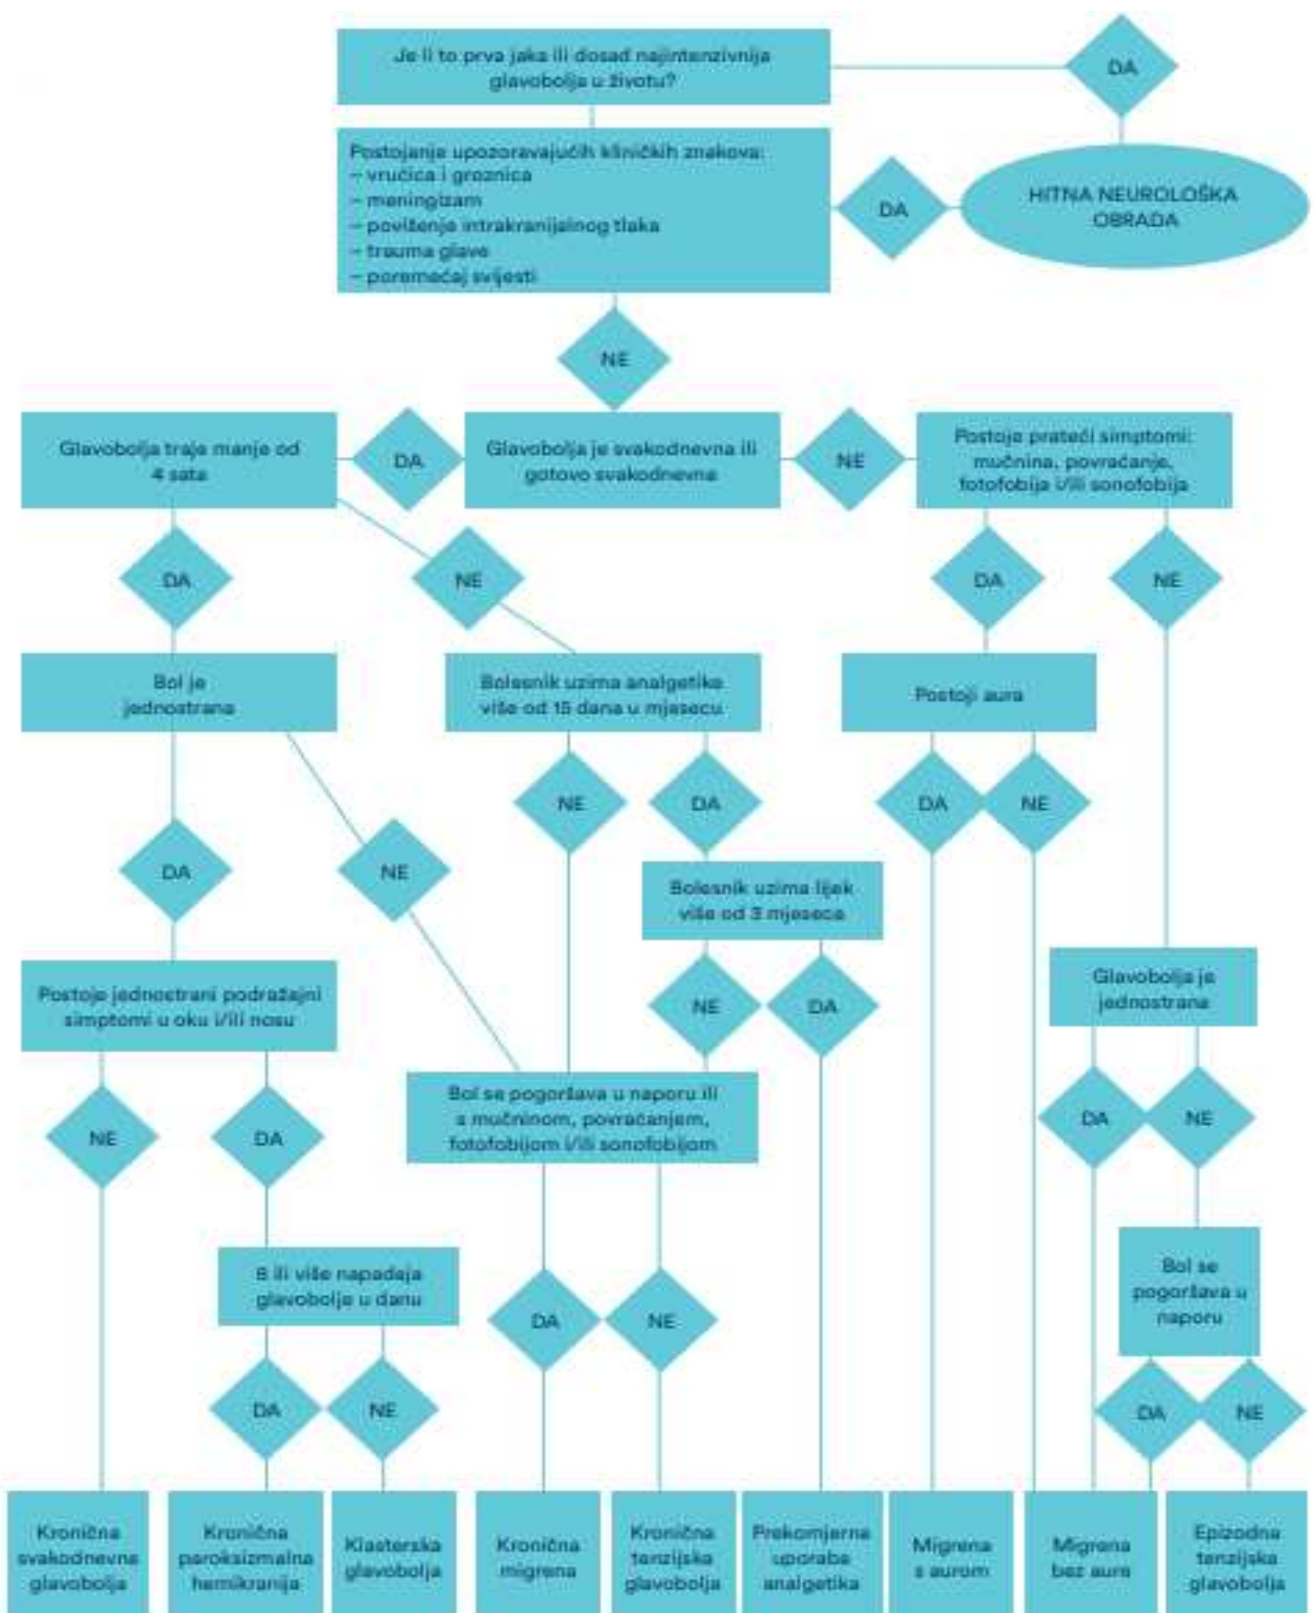 Je li to prva jaka ili dosad najintenzivnija
glavobolja u životu?
DA
Postojanje upozoravajućih kliničkih znakova:
– vrućica i groznica
– meningizam
– povišenje intrakranijalnog tlaka
– trauma glave
– poremećaj svijesti
DA
HITNA NEUROLOŠKA
OBRADA
NE
Glavobolja traje manje od
4 sata
DA
Glavobolja je svakodnevna ili
gotovo svakodnevna
NE
Postoje prateći simptomi:
mučnina, povraćanje,
fotofobija i/ili sonofobija
DA
NE
DA
NE
Bol je
jednostrana
Bolesnik uzima analgetike
više od 15 dana u mjesecu
Postoji aura
NE
DA
DA
NE
DA
NE
Bolesnik uzima lijek
više od 3 mjeseca
Postoje jednostrani podražajni
simptomi u oku i/ili nosu
NE
DA
Glavobolja je
jednostrana
NE
DA
Bol se pogoršava u naporu ili
s mučninom, povraćanjem,
fotofobijom i/ili sonofobijom
DA
NE
ili više napadaja
glavobolje u danu
DA
NE
Bol se
pogoršava u
naporu
DA
NE
DA
NE
Kronična
svakodnevna
glavobolja
Kronična
paroksizmalna
hemikranija
Klasterska
glavobolja
Kronična
migrena
Kronična
tenzijska
glavobolja
Prekomjerna
uporaba
analgetika
Migrena
s aurom
Migrena
bez aure
Epizodna
tenzijska
glavobolja